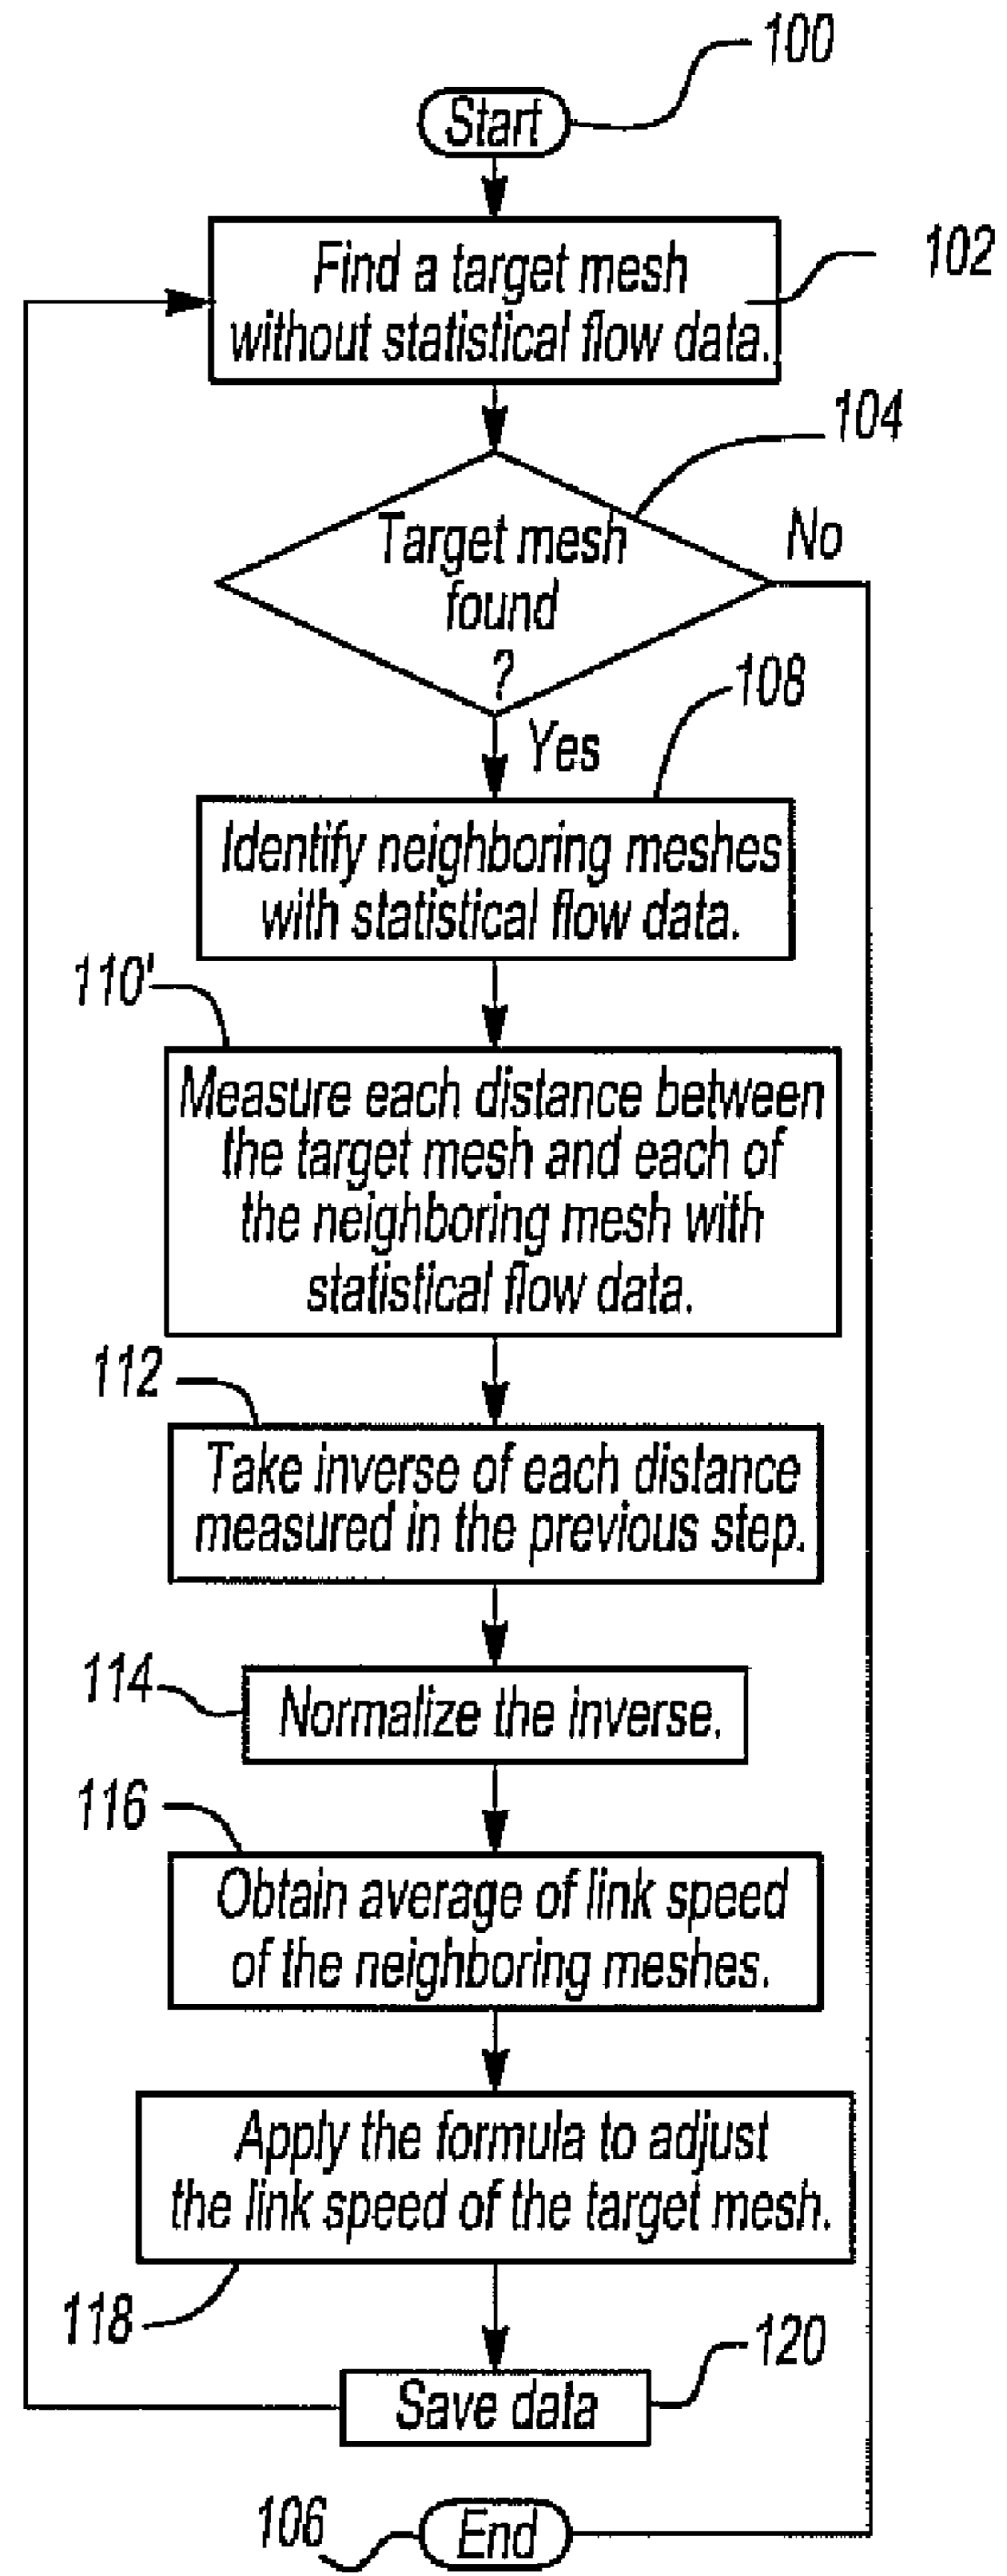 100
Start
102
Find a target mesh
without statistical flow data.
104
Target mesh
found
?
No
Yes
108
Identify neighboring meshes
with statistical flow data.
110'
Measure each distance between
the target mesh and each of
the neighboring mesh with
statistical flow data.
112
Take inverse of each distance
measured in the previous step.
114
Normalize the inverse.
116
Obtain average of link speed
of the neighboring meshes.
Apply the formula to adjust
the link speed of the target mesh.
118
120
Save data
106
End